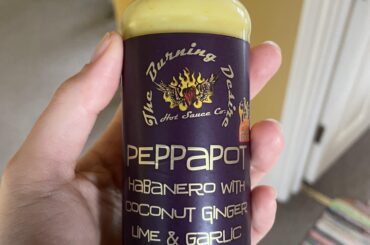 The Burning Desire
Hot Sauce Co.
PEPPAPOT
HABANERO WITH
COCONUT GINGER
LIME & GARLIC